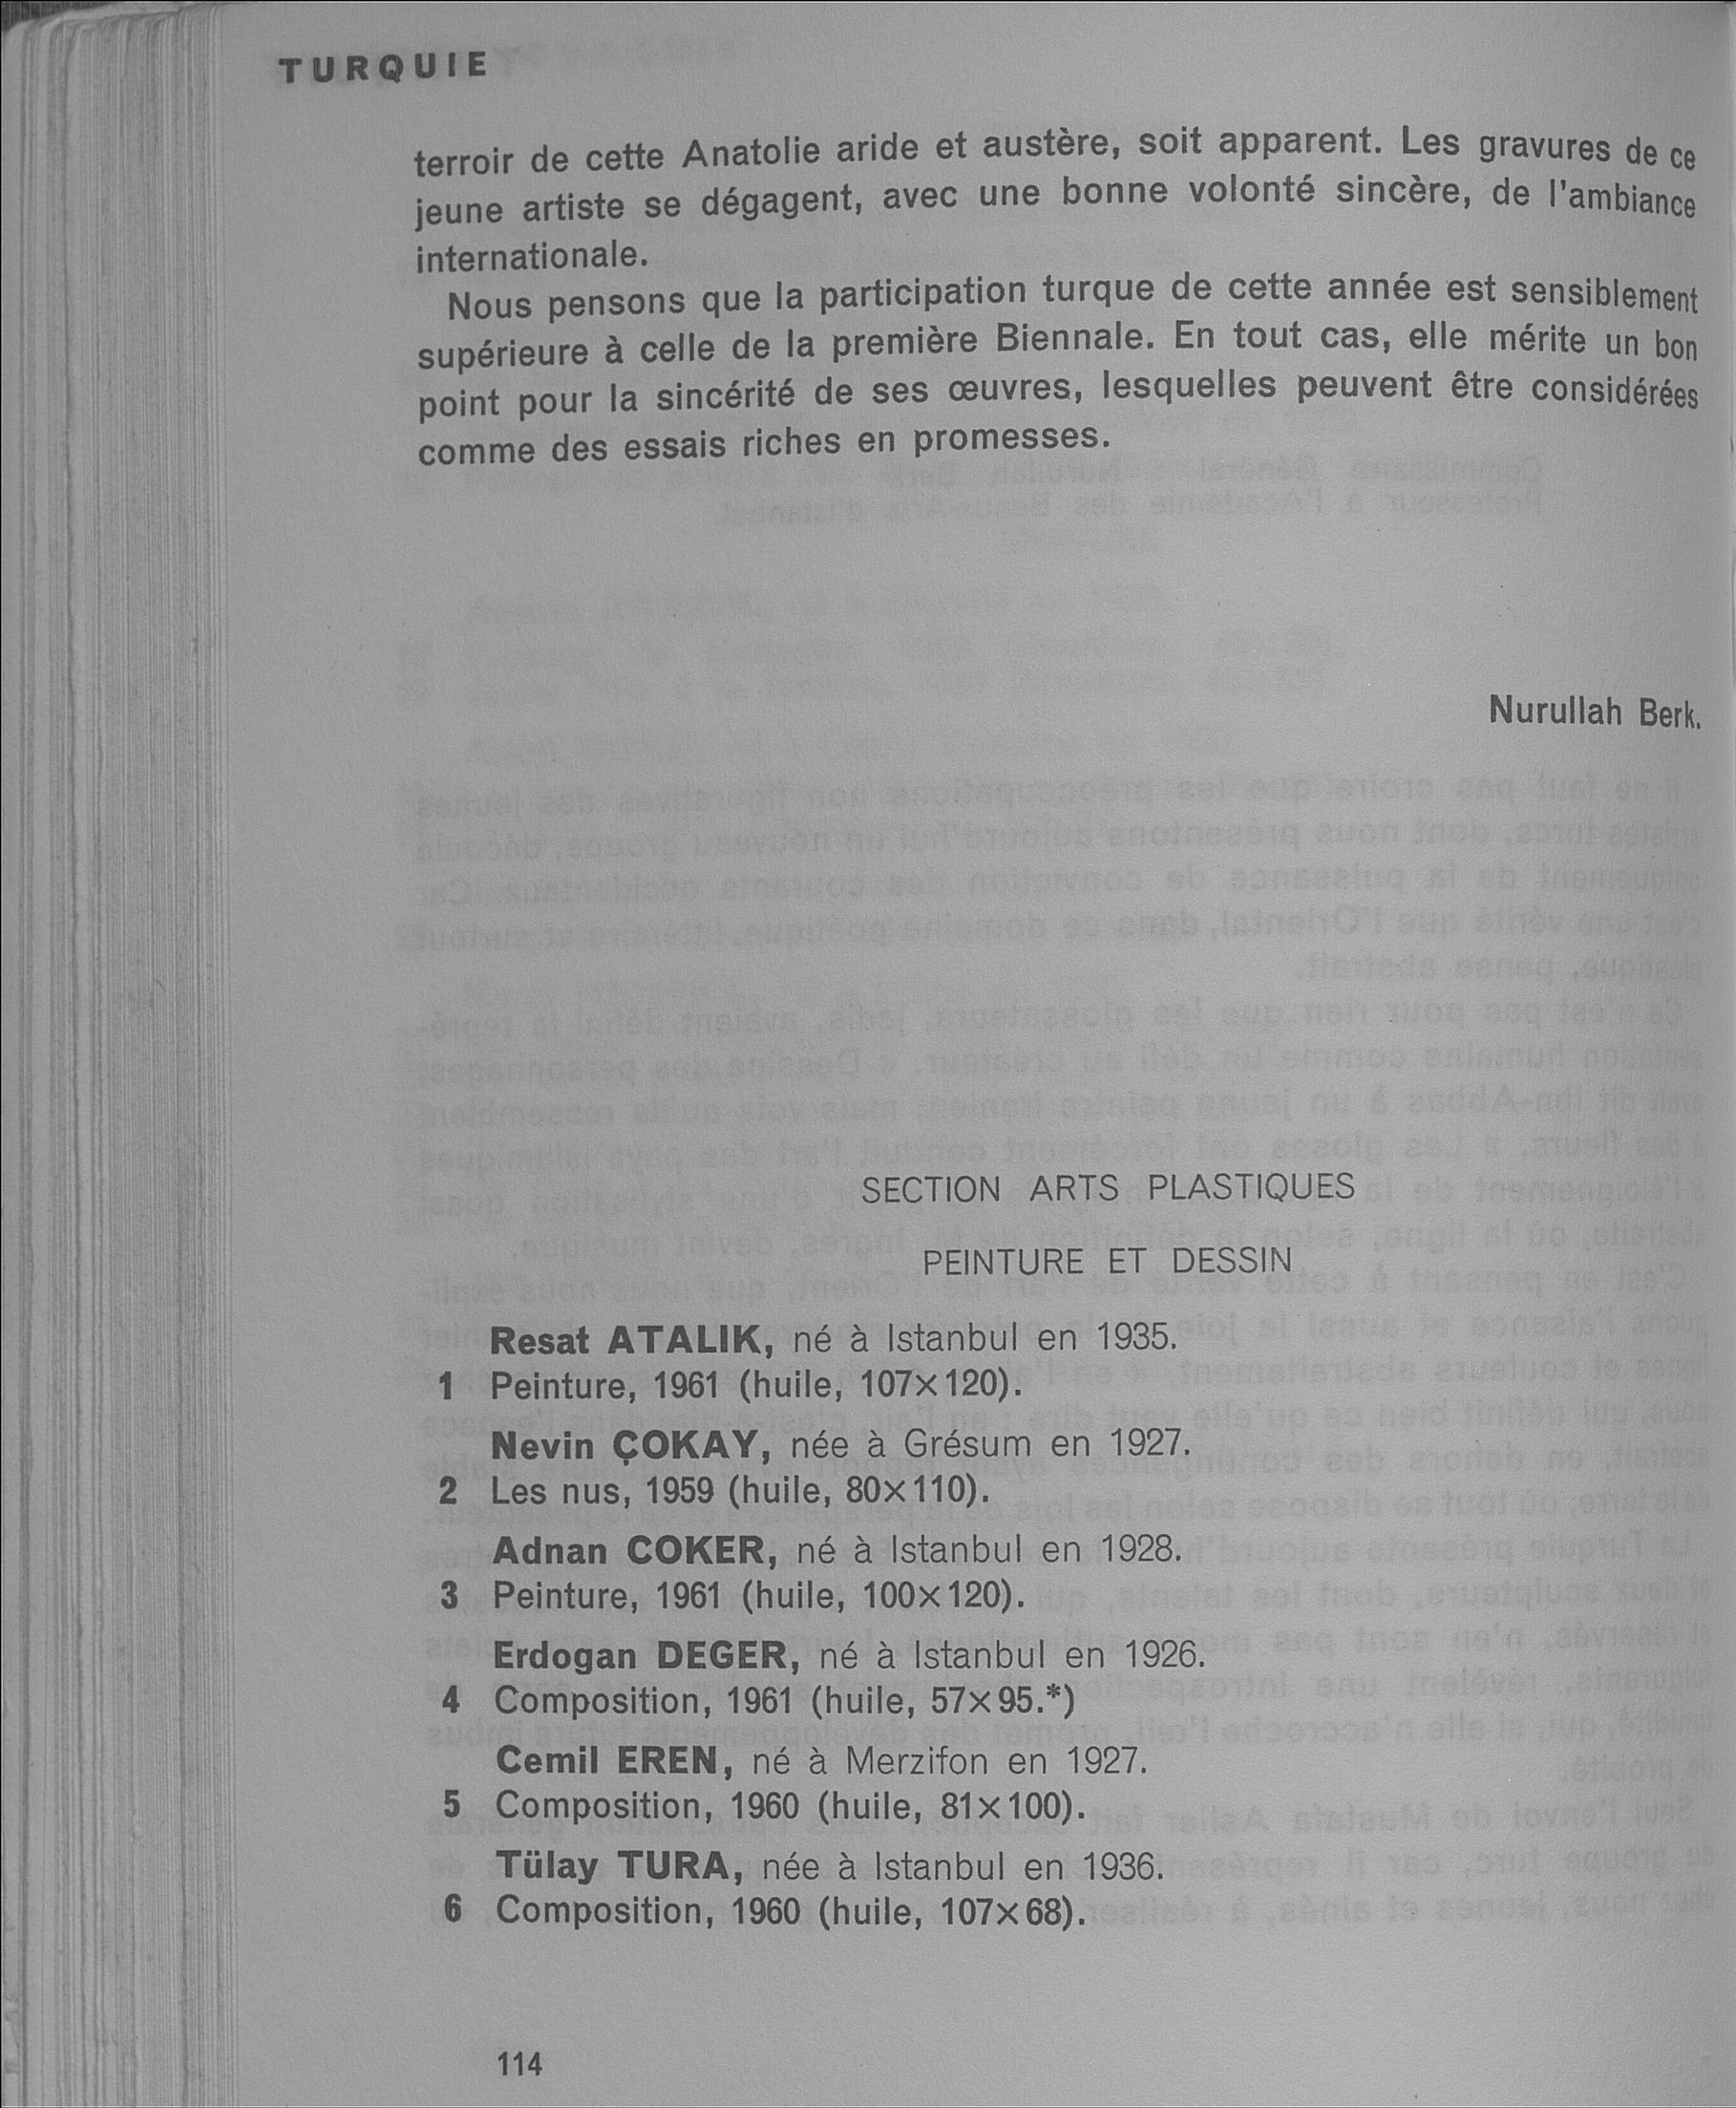 TURQUIE
terroir de cette Anatolie aride et austère, soit apparent. Les gravures de ce
jeune artiste se dégagent, avec une bonne volonté sincère, de l'ambiance
internationale.
Nous pensons que la participation turque de cette année est sensiblement
supérieure à celle de la première Biennale. En tout cas, elle mérite un bon
point pour la sincérité de ses œuvres, lesquelles peuvent être considérées
comme des essais riches en promesses.
Nurullah Berk.
SECTION ARTS PLASTIQUES
PEINTURE ET DESSIN
Resat ATALIK, né à Istanbul en 1935.
1 Peinture, 1961 (huile, 107×120).
Nevin ÇOKAY, née à Grésum en 1927.
2 Les nus, 1959 (huile, 80×110).
Adnan COKER, né à Istanbul en 1928.
3 Peinture, 1961 (huile, 100×120).
Erdogan DEGER, né à Istanbul en 1926.
4 Composition, 1961 (huile, 57×95.*)
Cemil EREN, né à Merzifon en 1927.
5 Composition, 1960 (huile, 81×100).
Tülay TURA, née à Istanbul en 1936.
6 Composition, 1960 (huile, 107×68).
114